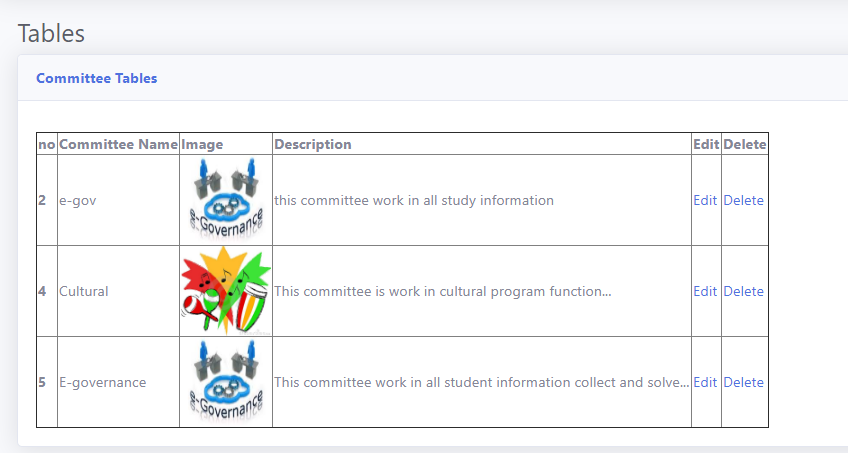 Tables
Committee Tables
no Committee Name Image Description Edit Delete
e-Governance
2 e-gov this committee work in all study information Edit Delete
4 Cultural This committee is work in cultural program function... Edit Delete
e-Governance
5 E-governance This committee work in all student information collect and solve... Edit Delete